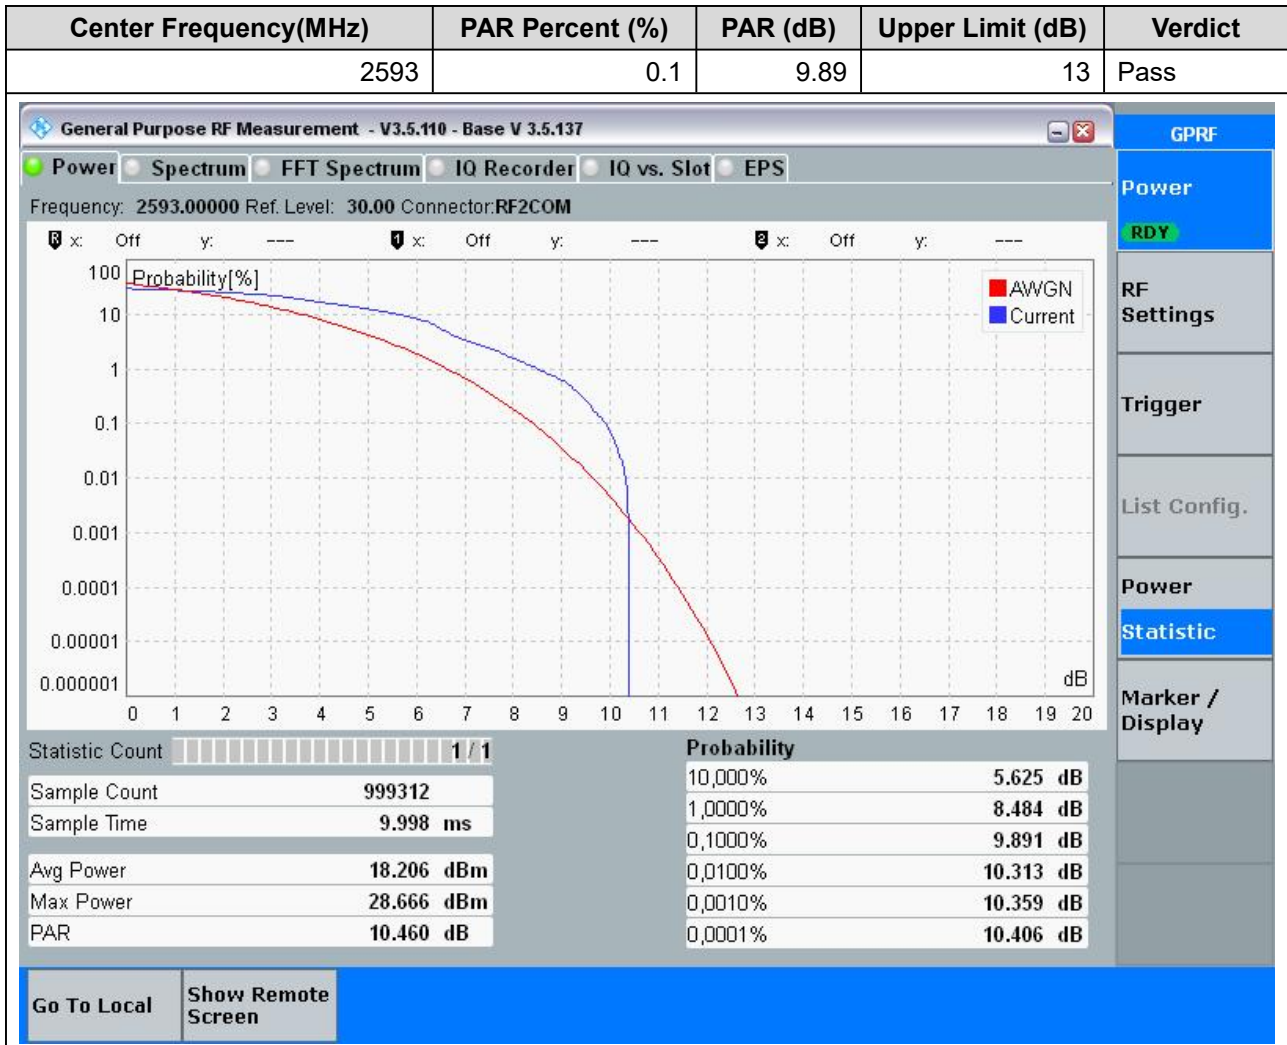 Center Frequency(MHz) PAR Percent (%) PAR (dB) Upper Limit (dB) Verdict
2593 0.1 9.89 13 Pass
General Purpose RF Measurement - V3.5.110 - Base V 3.5.137
GPRF
Power Spectrum FFT Spectrum IQ Recorder IQ vs. Slot EPS
Frequency: 2593.00000 Ref. Level: 30.00 Connector:RF2COM
R x: Off y: --- 1 x: Off y: --- 2 x: Off y: ---
Probability[%]
AWGN
Current
100
10
1
0.1
0.01
0.001
0.0001
0.00001
0.000001
dB
0 1 2 3 4 5 6 7 8 9 10 11 12 13 14 15 16 17 18 19 20
Statistic Count 1 / 1
Sample Count 999312
Sample Time 9.998 ms
Avg Power 18.206 dBm
Max Power 28.666 dBm
PAR 10.460 dB
Probability
10,000% 5.625 dB
1,0000% 8.484 dB
0,1000% 9.891 dB
0,0100% 10.313 dB
0,0010% 10.359 dB
0,0001% 10.406 dB
Power
RDY
RF
Settings
Trigger
List Config.
Power
Statistic
Marker /
Display
Go To Local
Show Remote
Screen